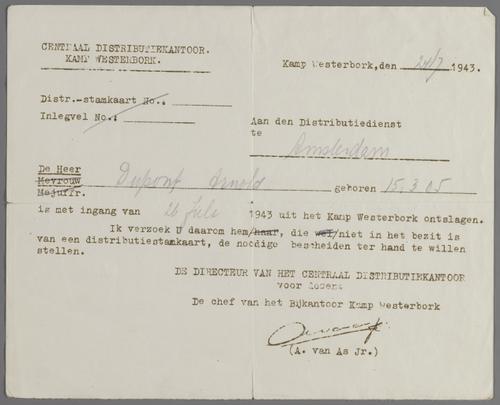 CENTRAAL DISTRIBUTIEKANTOOR.
KAMP WESTERBORK.
Kamp Westerbork, den 24/7 1943.
Distr.-stamkaart No.:
Inlegvel No.:
Aan den Distributiedienst
te
Amsterdam
De Heer
Mevrouw
Mejuffr.
Dupont Arnold geboren 15.3.05
is met ingang van 26 Juli 1943 uit het Kamp Westerbork ontslagen.
Ik verzoek U daarom hem/haar, die wel/niet in het bezit is
van een distributiestamkaart, de noodige bescheiden ter hand te willen
stellen.
DE DIRECTEUR VAN HET CENTRAAL DISTRIBUTIEKANTOOR
voor Joden
De chef van het Bijkantoor Kamp Westerbork
(A. van As Jr.)